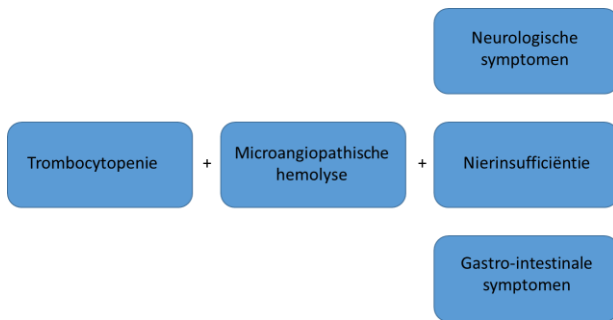 Neurologische
symptomen
Trombocytopenie + Microangiopathische
hemolyse + Nierinsufficiëntie
Gastro-intestinale
symptomen